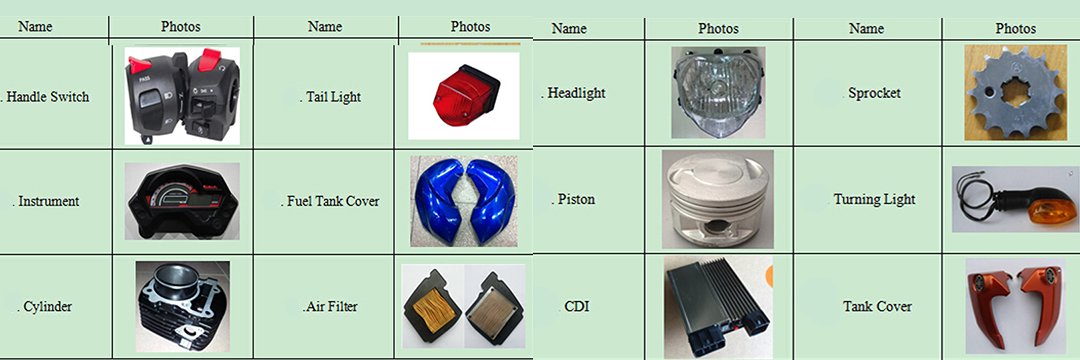 Name Photos Name Photos Name Photos Name Photos
. Handle Switch . Tail Light . Headlight Sprocket
PASS
. Instrument . Fuel Tank Cover . Piston Turning Light
. Cylinder .Air Filter . CDI Tank Cover